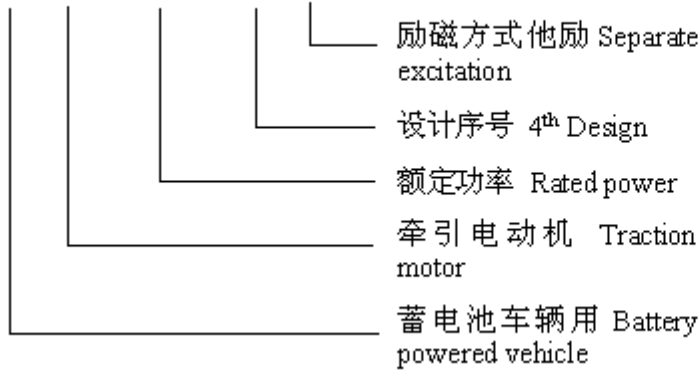 励磁方式他励 Separate
excitation
设计序号 4th Design
额定功率 Rated power
牵引电动机 Traction
motor
蓄电池车辆用 Battery
powered vehicle